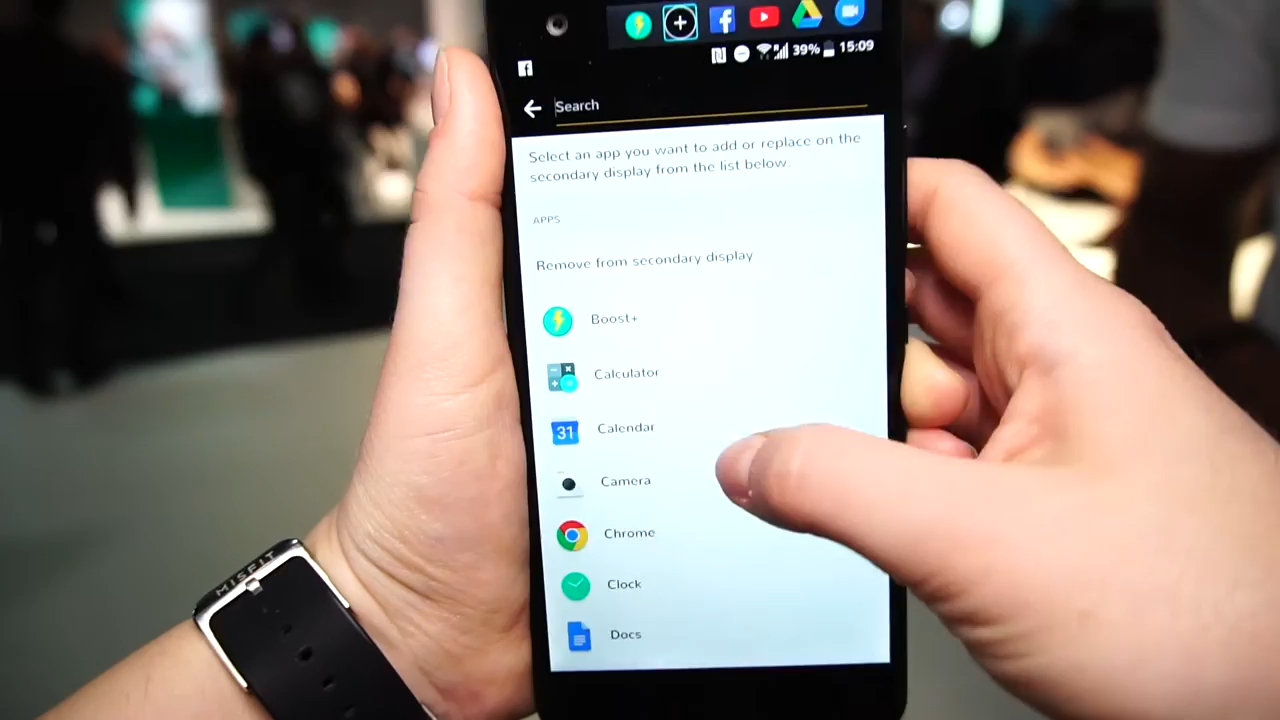 39% 15:09
Search
Select an app you want to add or replace on the
secondary display from the list below.
APPS
Remove from secondary display
Boost+
Calculator
31 Calendar
Camera
Chrome
Clock
Docs
MISFIT